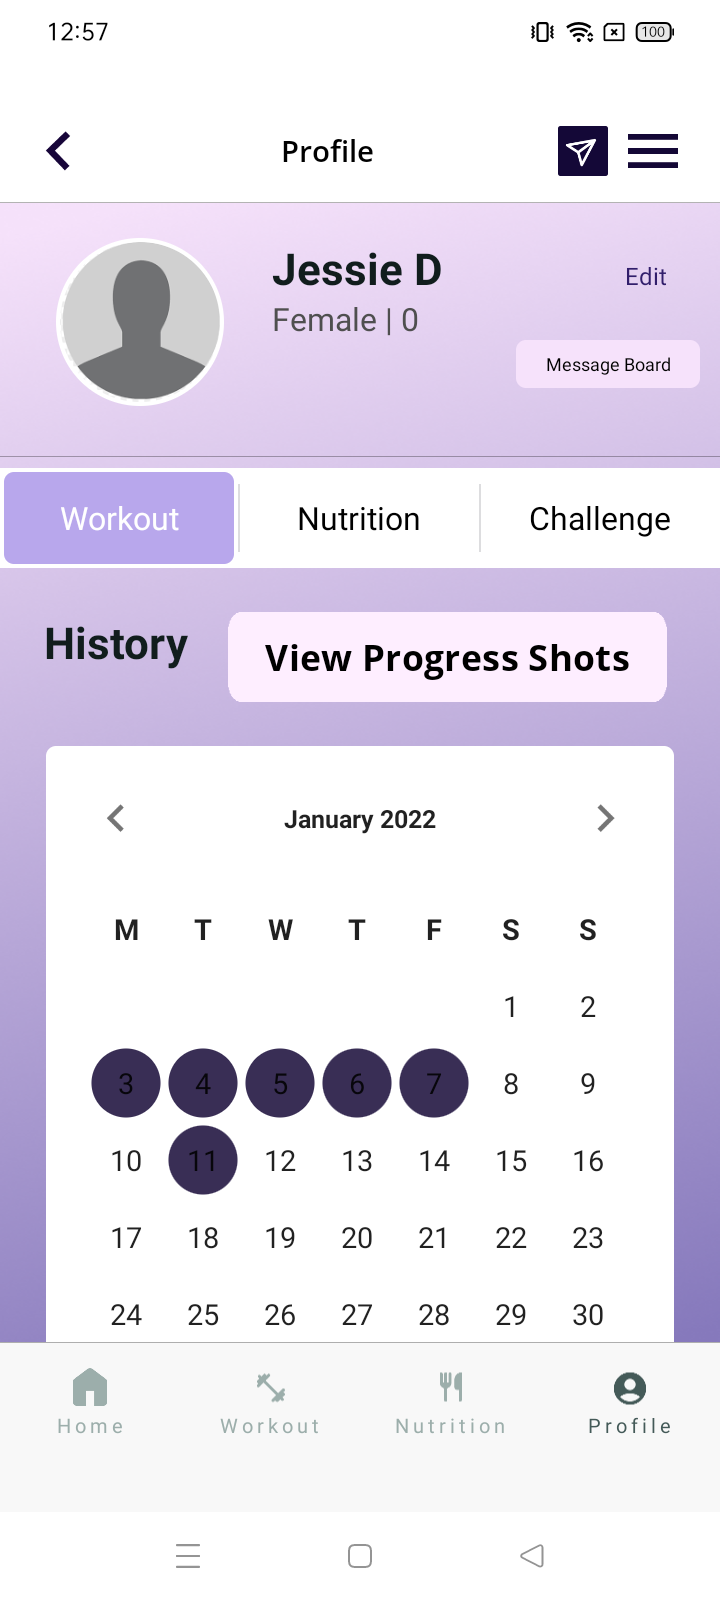 12:57
100
Profile
Jessie D
Edit
Female | 0
Message Board
Workout
Nutrition
Challenge
History
View Progress Shots
January 2022
M T W T F S S
1 2
3 4 5 6 7 8 9
10 11 12 13 14 15 16
17 18 19 20 21 22 23
24 25 26 27 28 29 30
Home
Workout
Nutrition
Profile